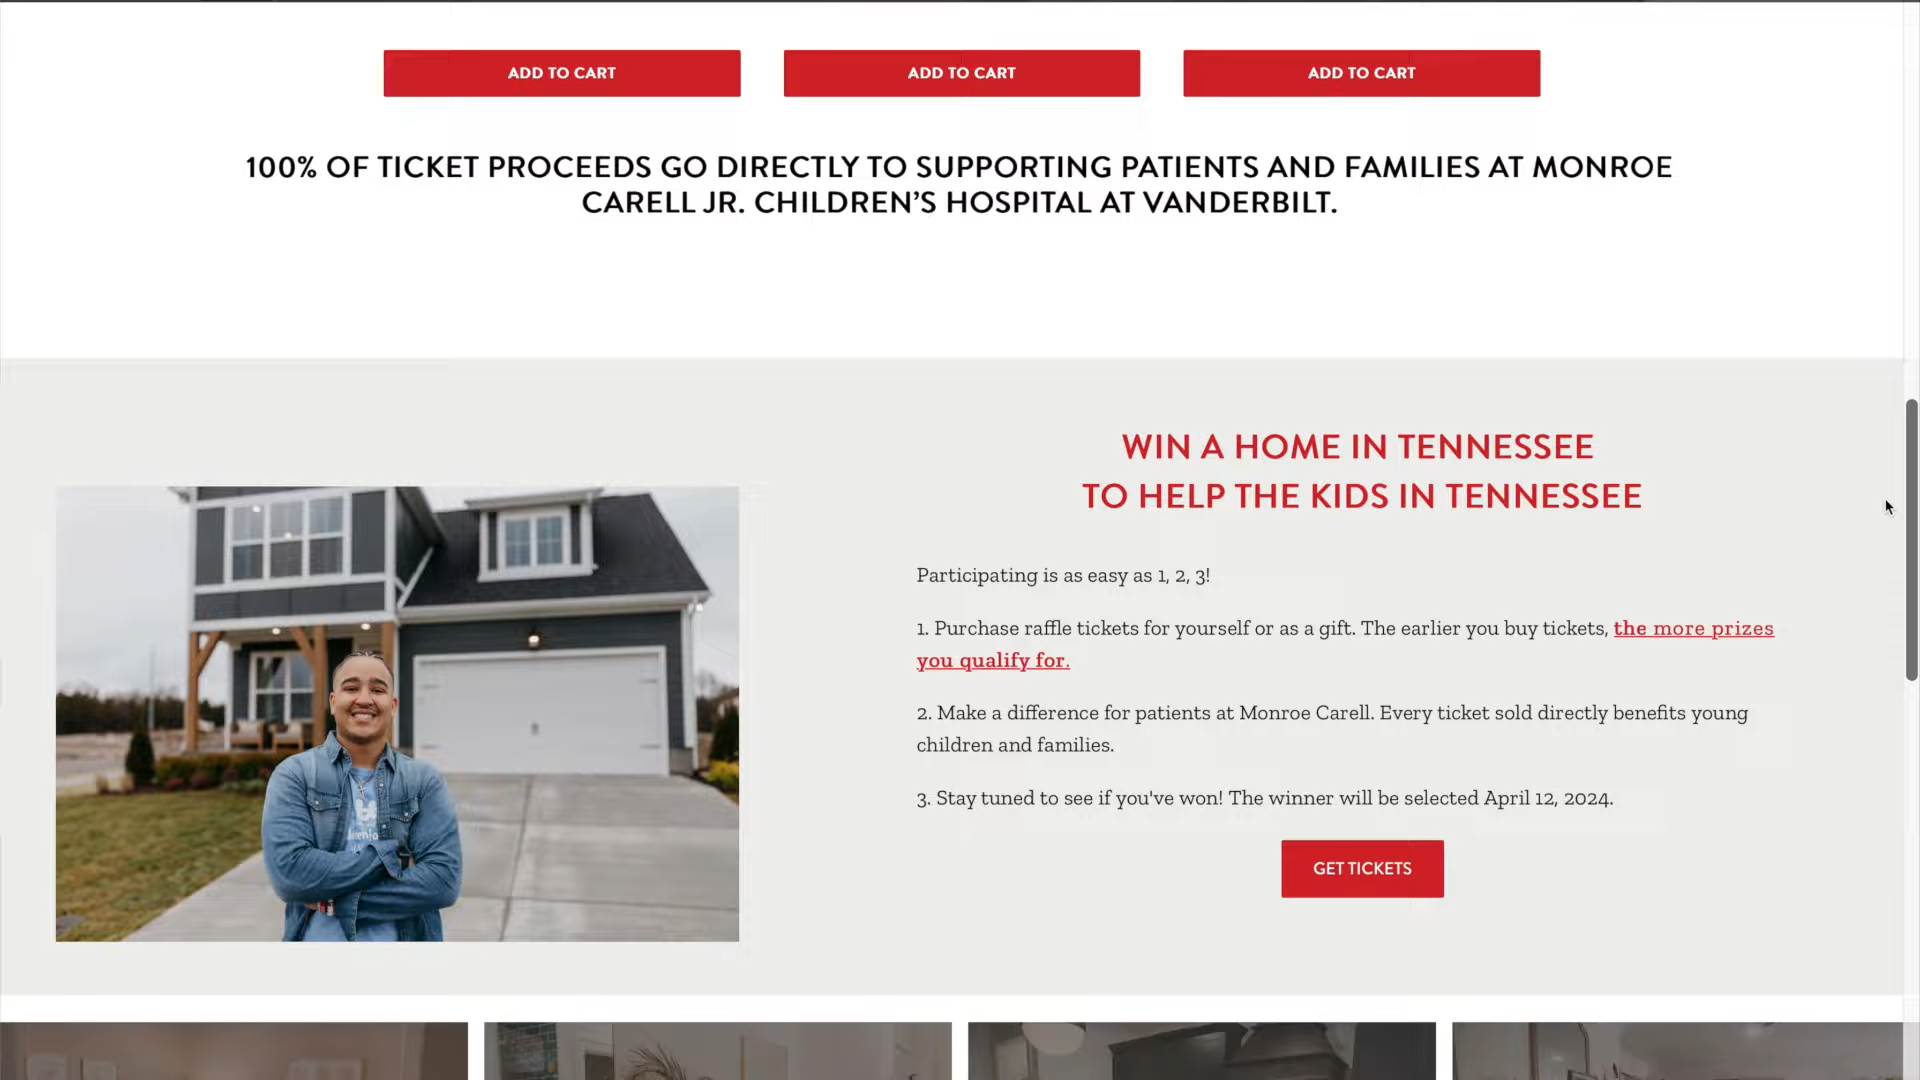 ADD TO CART
ADD TO CART
ADD TO CART
100% OF TICKET PROCEEDS GO DIRECTLY TO SUPPORTING PATIENTS AND FAMILIES AT MONROE
CARELL JR. CHILDREN’S HOSPITAL AT VANDERBILT.
WIN A HOME IN TENNESSEE
TO HELP THE KIDS IN TENNESSEE
Participating is as easy as 1, 2, 3!
1. Purchase raffle tickets for yourself or as a gift. The earlier you buy tickets, the more prizes
you qualify for.
2. Make a difference for patients at Monroe Carell. Every ticket sold directly benefits young
children and families.
3. Stay tuned to see if you've won! The winner will be selected April 12, 2024.
GET TICKETS